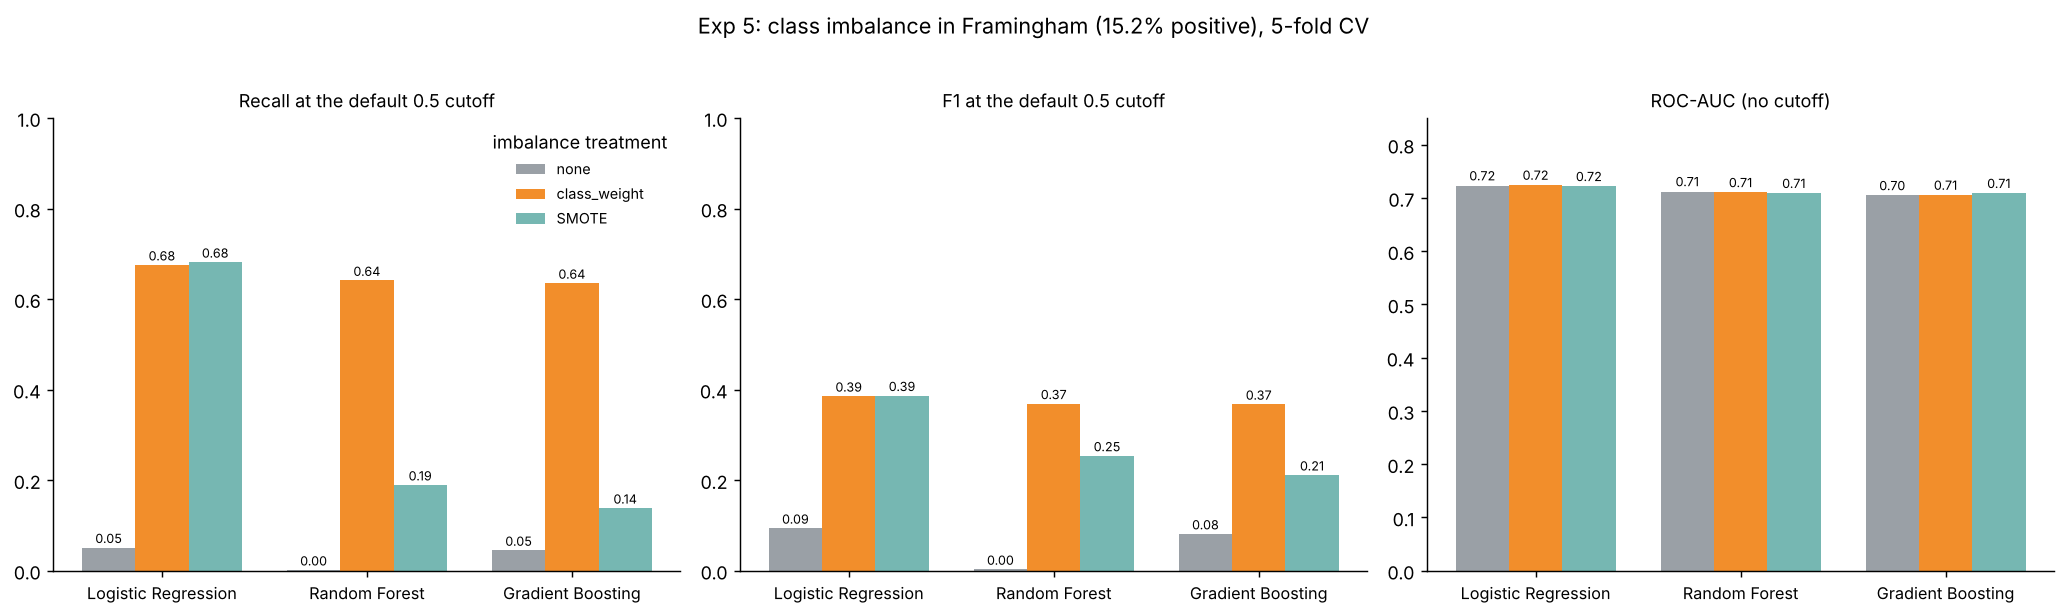 Exp 5: class imbalance in Framingham (15.2% positive), 5-fold CV
Recall at the default 0.5 cutoff
1.0
0.8
0.6
0.4
0.2
0.0
imbalance treatment
none
class_weight
SMOTE
0.05
0.68
0.68
0.00
0.64
0.19
0.05
0.64
0.14
Logistic Regression
Random Forest
Gradient Boosting
F1 at the default 0.5 cutoff
1.0
0.8
0.6
0.4
0.2
0.0
0.09
0.39
0.39
0.00
0.37
0.25
0.08
0.37
0.21
Logistic Regression
Random Forest
Gradient Boosting
ROC-AUC (no cutoff)
0.8
0.7
0.6
0.5
0.4
0.3
0.2
0.1
0.0
0.72
0.72
0.72
0.71
0.71
0.71
0.70
0.71
0.71
Logistic Regression
Random Forest
Gradient Boosting